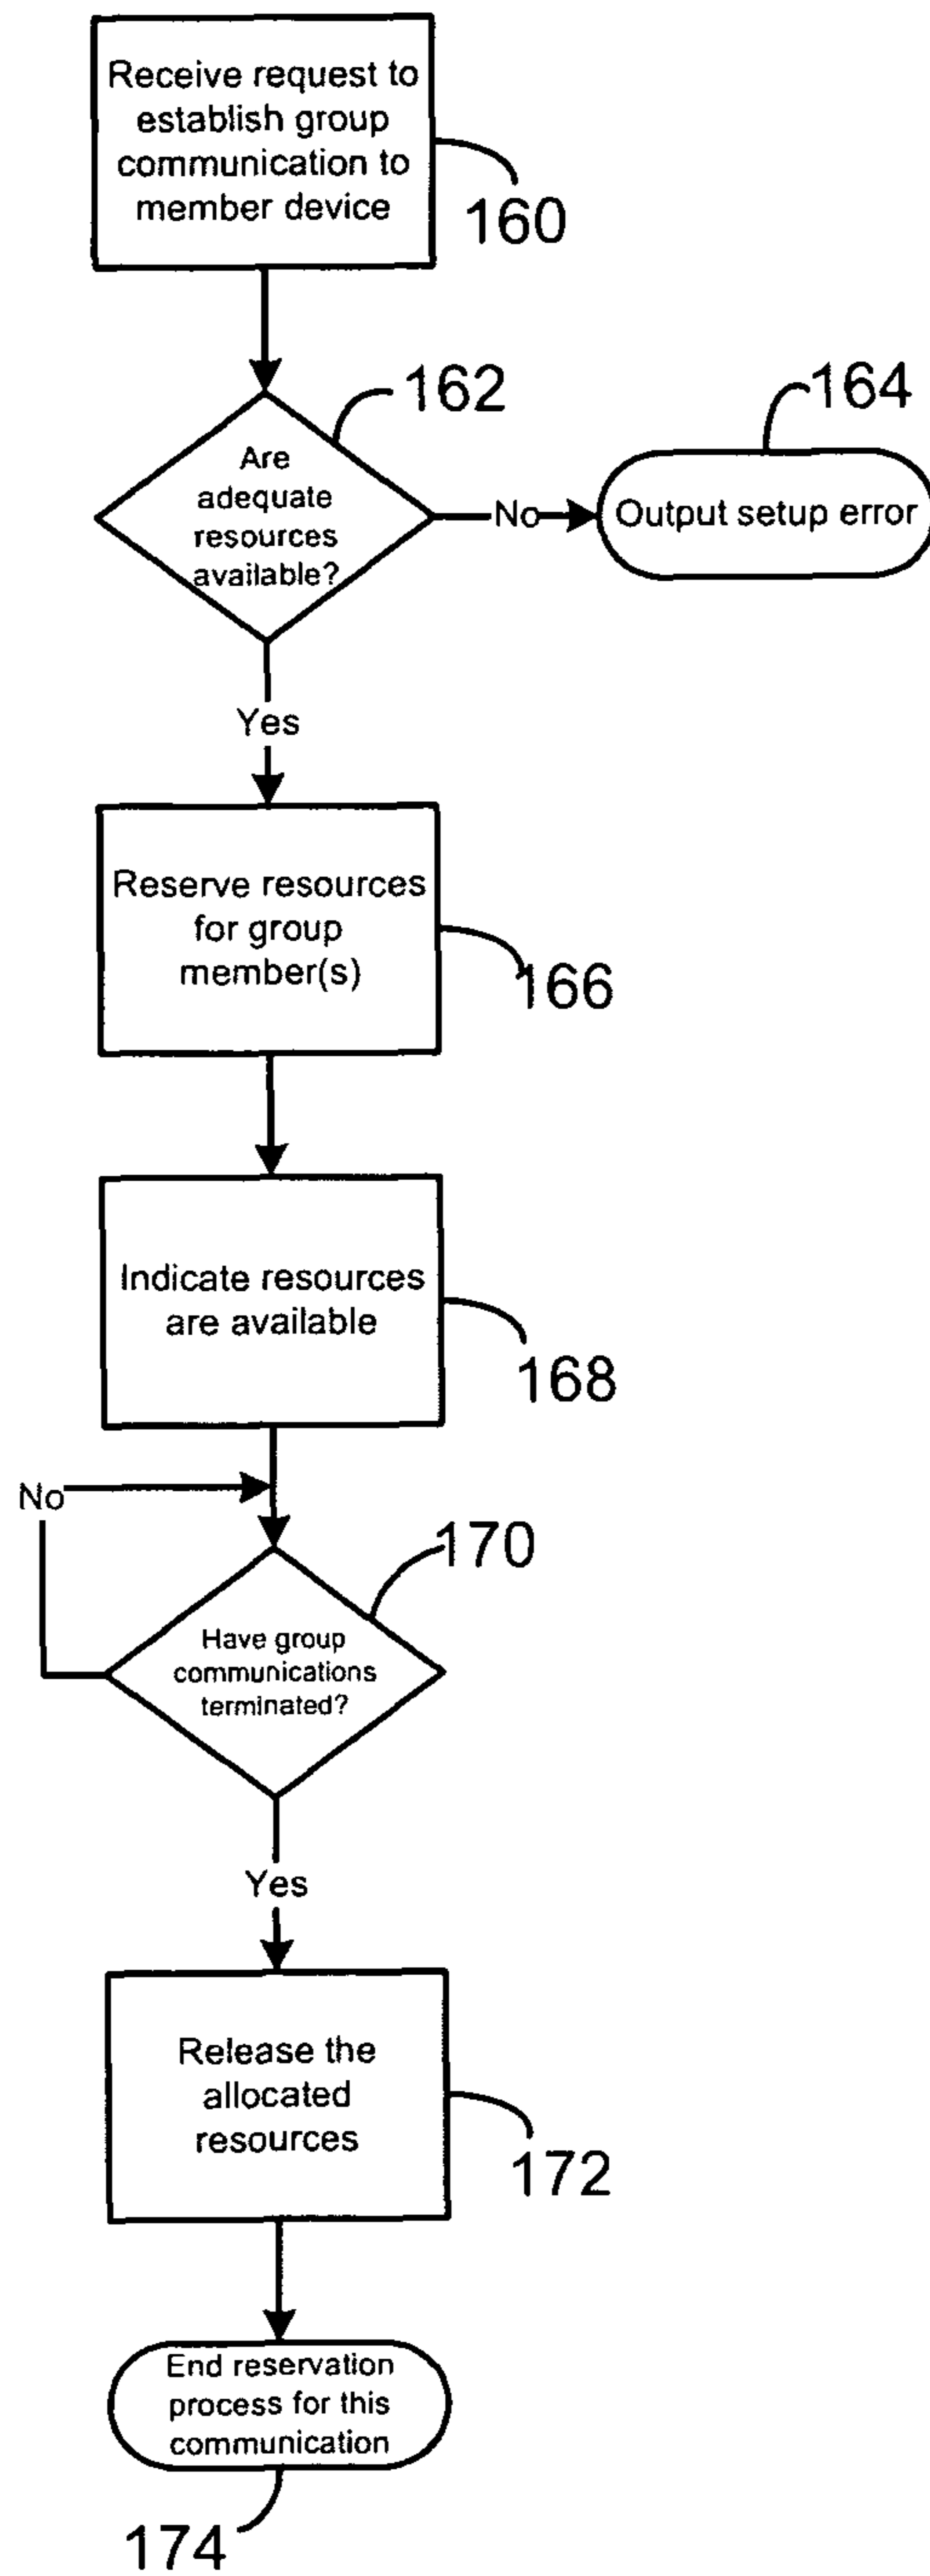 Receive request to
establish group
communication to
member device
160
162
164
Are
adequate
resources
available?
No
Output setup error
Yes
Reserve resources
for group
member(s)
166
Indicate resources
are available
168
No
170
Have group
communications
terminated?
Yes
Release the
allocated
resources
172
End reservation
process for this
communication
174